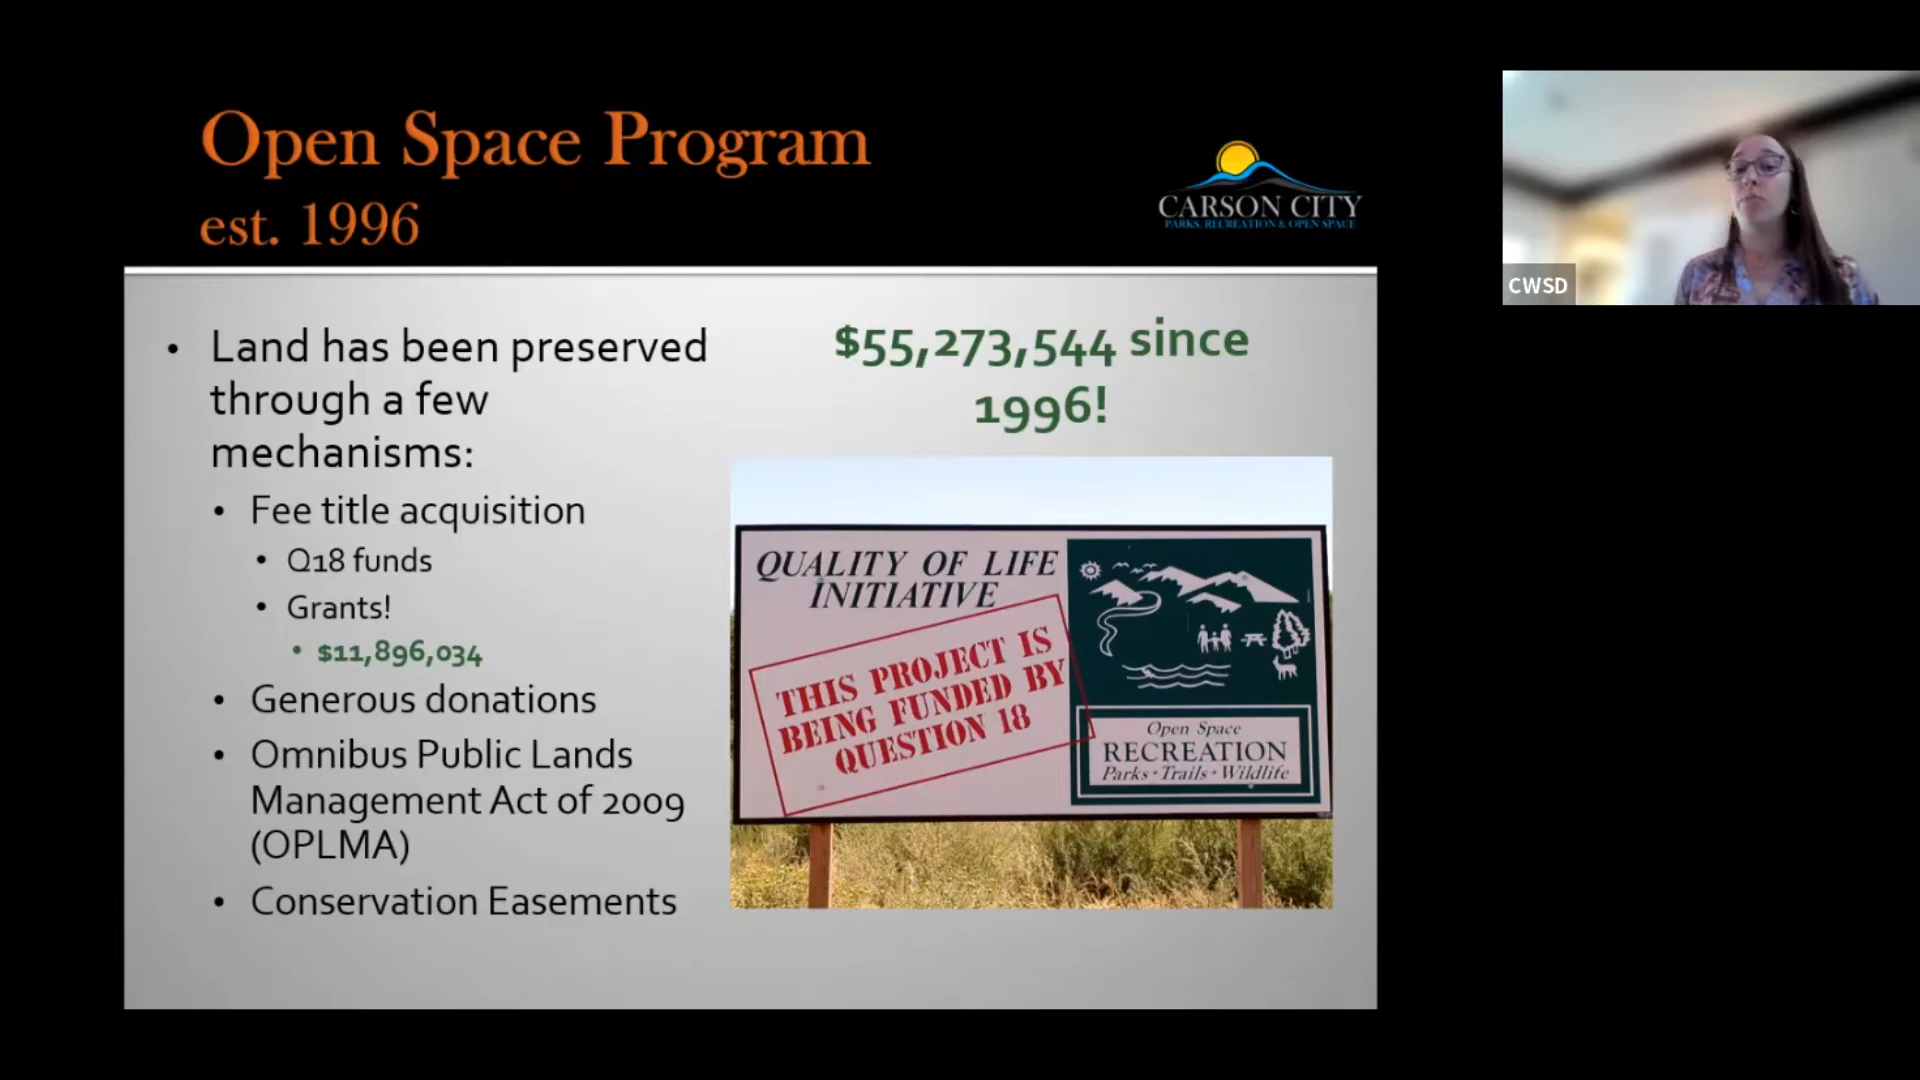 Open Space Program
est. 1996
CARSON CITY
PARKS, RECREATION & OPEN SPACE
CWSD
• Land has been preserved
through a few
mechanisms:
• Fee title acquisition
• Q18 funds
• Grants!
• $11,896,034
• Generous donations
• Omnibus Public Lands
Management Act of 2009
(OPLMA)
• Conservation Easements
$55,273,544 since
1996!
QUALITY OF LIFE
INITIATIVE
THIS PROJECT IS
BEING FUNDED BY
QUESTION 18
Open Space
RECREATION
Parks • Trails • Wildlife